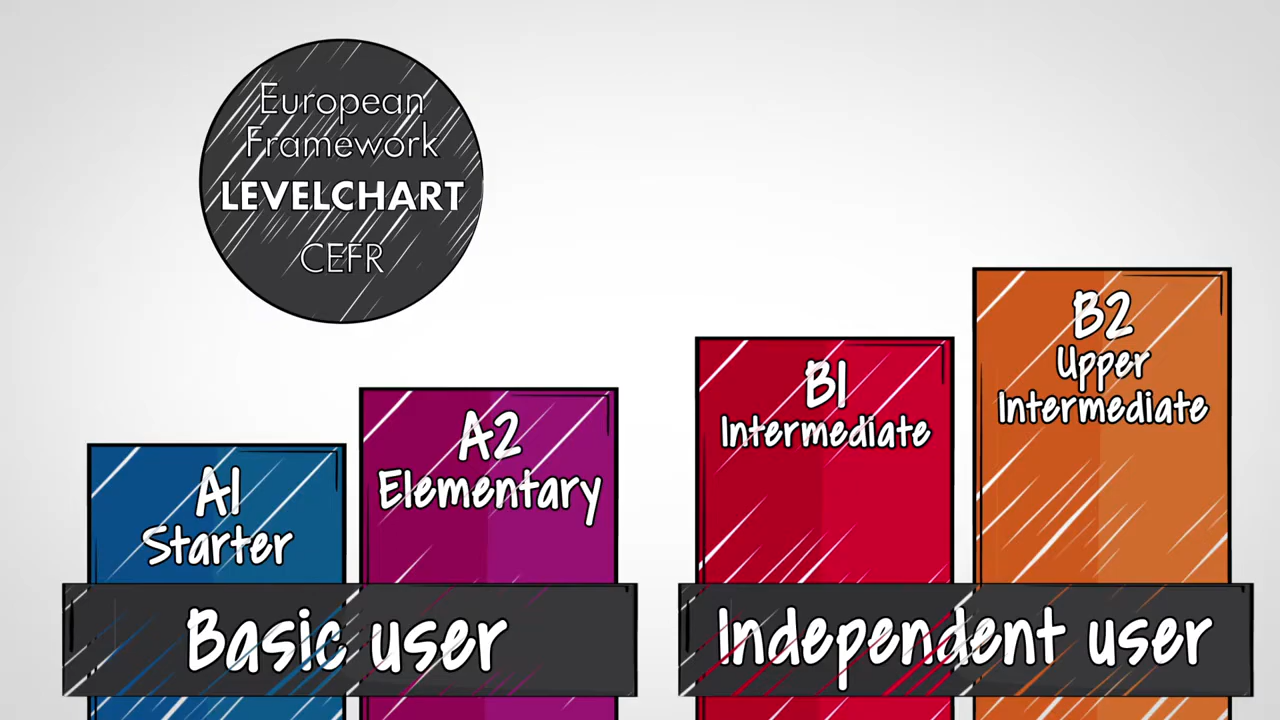 European
Framework
LEVELCHART
CEFR
A1
Starter
A2
Elementary
Basic user
B1
Intermediate
B2
Upper
Intermediate
Independent user